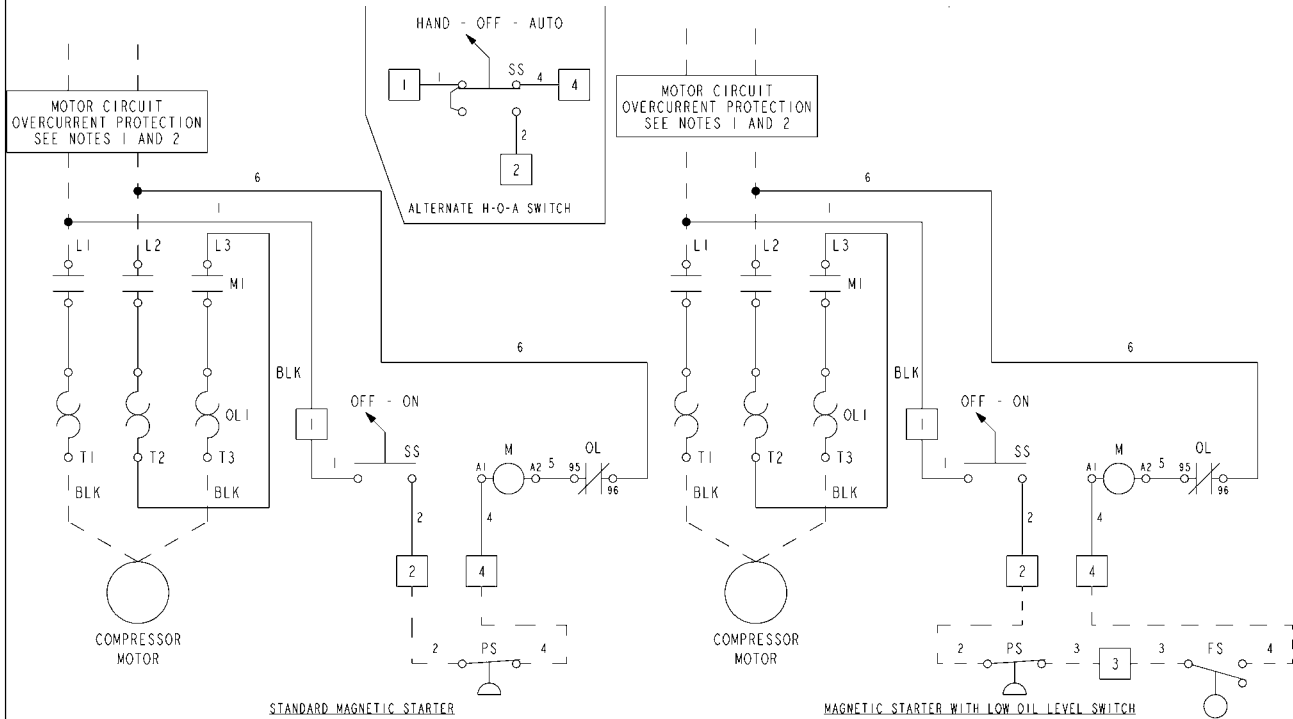 HAND - OFF - AUTO
1
1
SS
4
4
2
2
ALTERNATE H-O-A SWITCH
MOTOR CIRCUIT
OVERCURRENT PROTECTION
SEE NOTES 1 AND 2
6
1
L1
L2
L3
M1
6
BLK
1
OFF - ON
OL1
SS
1
T1
T2
T3
BLK
BLK
M
OL
A1
A2
5
95
96
2
4
2
4
COMPRESSOR
MOTOR
2
PS
4
STANDARD MAGNETIC STARTER
MOTOR CIRCUIT
OVERCURRENT PROTECTION
SEE NOTES 1 AND 2
6
1
L1
L2
L3
M1
6
BLK
1
OFF - ON
OL1
SS
1
T1
T2
T3
BLK
BLK
M
OL
A1
A2
5
95
96
2
4
2
4
COMPRESSOR
MOTOR
2
PS
3
3
3
FS
4
MAGNETIC STARTER WITH LOW OIL LEVEL SWITCH